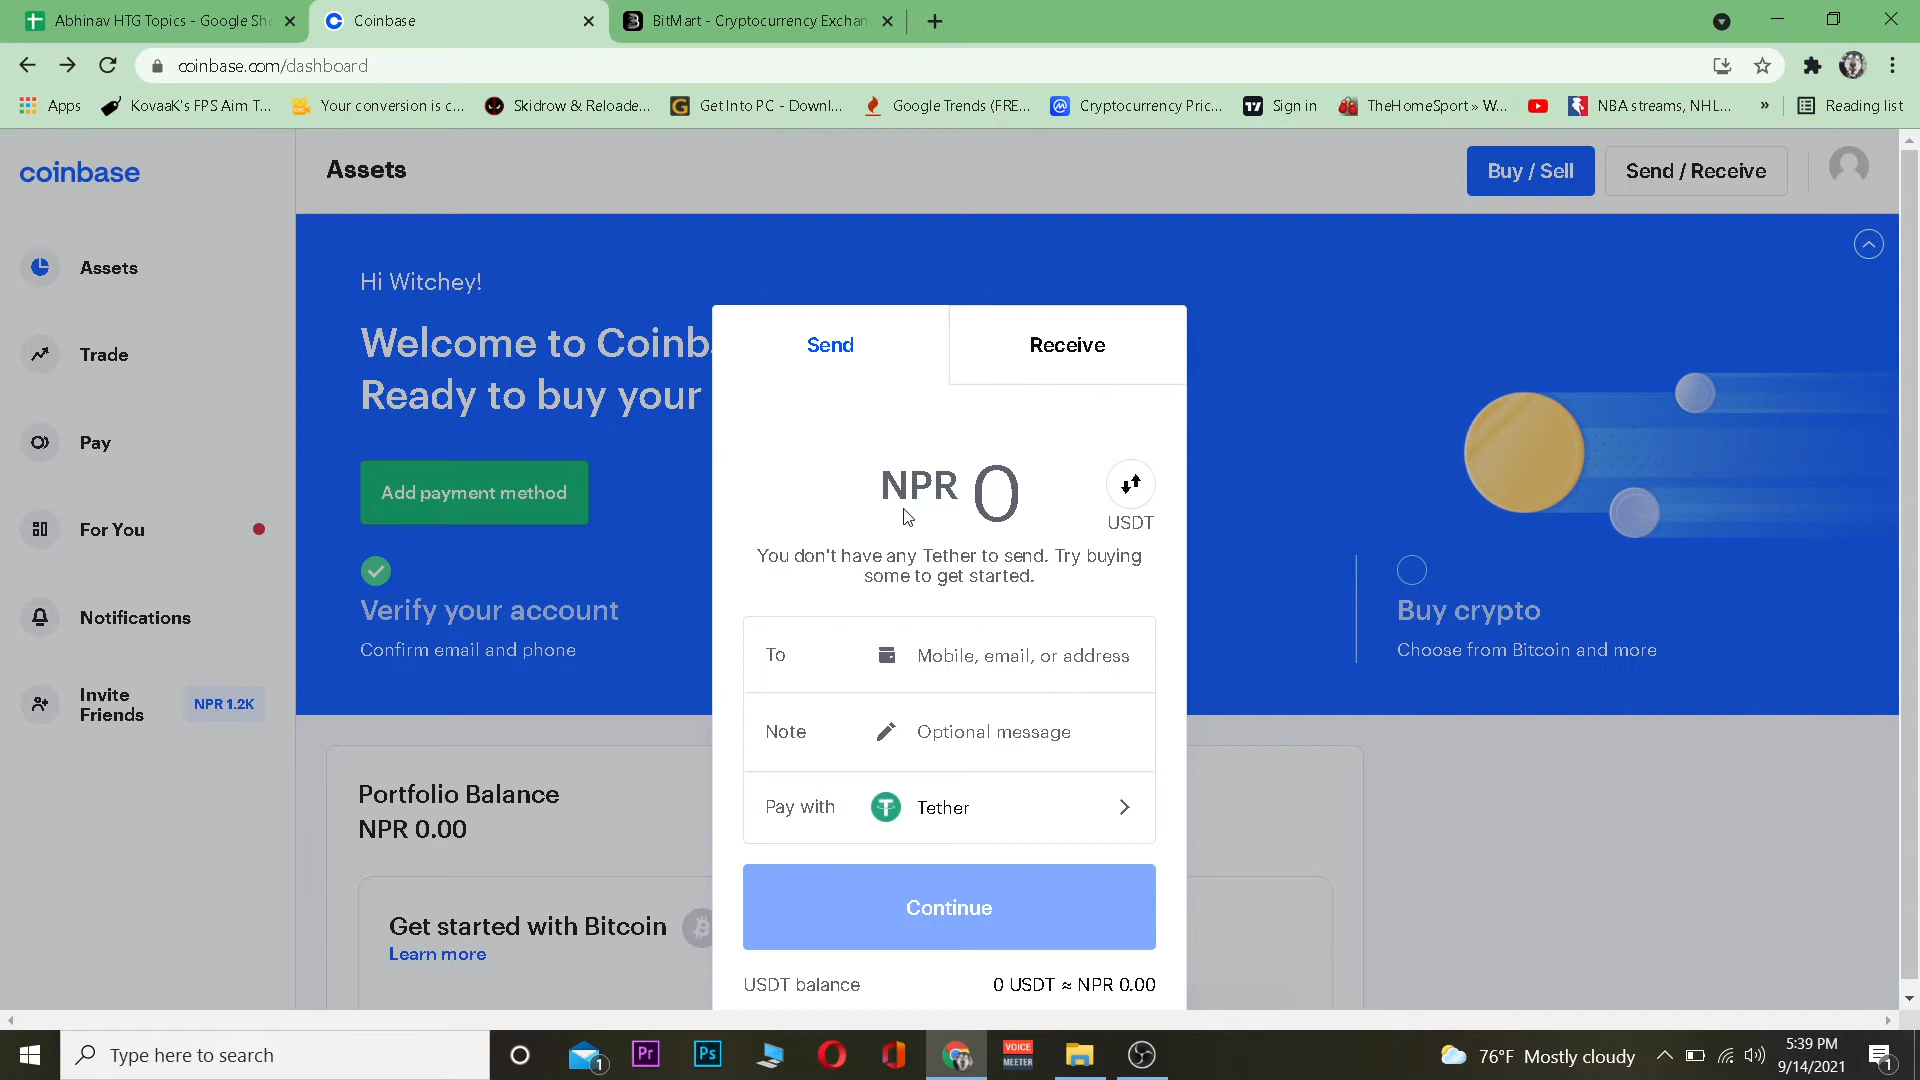 Abhinav HTG Topics - Google She
Coinbase
BitMart - Cryptocurrency Exchan
coinbase.com/dashboard
Apps
KovaaK's FPS Aim T...
Your conversion is c...
Skidrow & Reloade...
Get Into PC - Downl...
Google Trends (FRE...
Cryptocurrency Pric...
Sign in
TheHomeSport » W...
NBA streams, NHL...
»
Reading list
coinbase
Assets
Buy / Sell
Send / Receive
Assets
Trade
Pay
For You
Notifications
Invite
Friends
NPR 1.2K
Hi Witchey!
Welcome to Coinb
Ready to buy your
Add payment method
Verify your account
Confirm email and phone
Buy crypto
Choose from Bitcoin and more
Send
Receive
NPR 0
USDT
You don't have any Tether to send. Try buying
some to get started.
To
Mobile, email, or address
Note
Optional message
Pay with
Tether
Continue
USDT balance
0 USDT ≈ NPR 0.00
Portfolio Balance
NPR 0.00
Get started with Bitcoin
Learn more
Type here to search
1
Pr
Ps
VOICE
MEETER
76°F Mostly cloudy
5:39 PM
9/14/2021
1